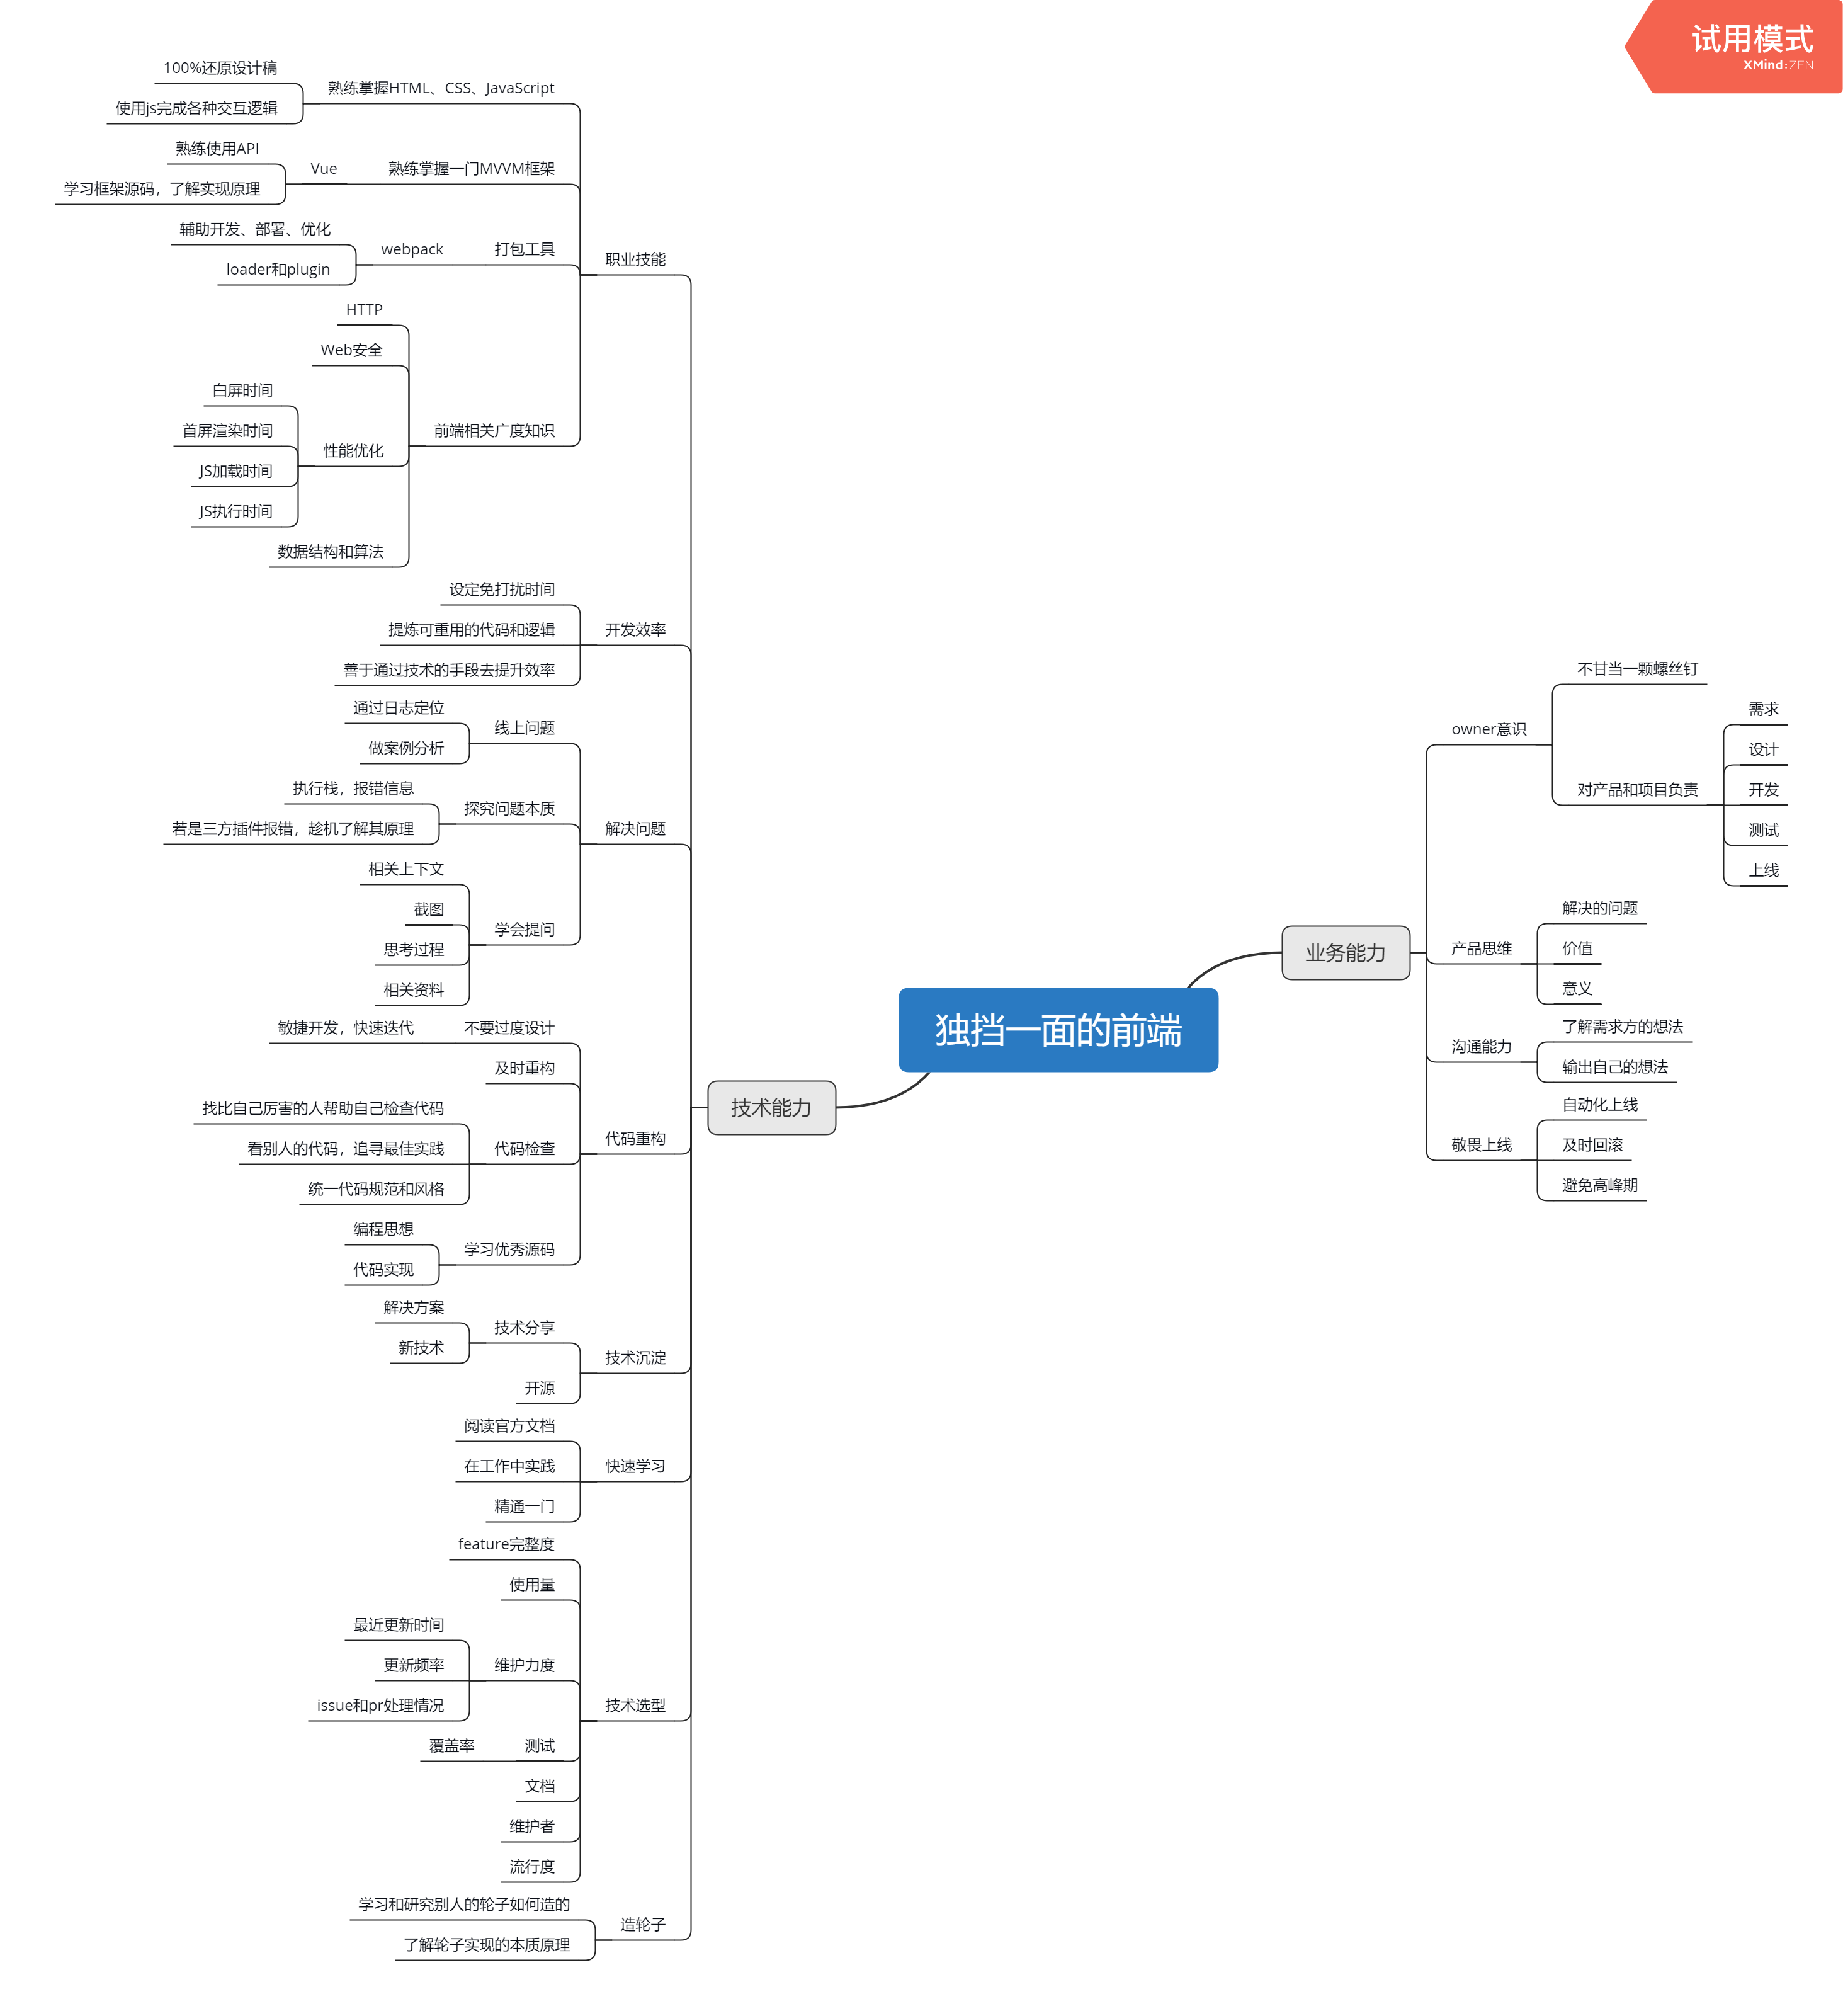 试用模式
XMind:ZEN
独挡一面的前端
业务能力
owner意识
不甘当一颗螺丝钉
对产品和项目负责
需求
设计
开发
测试
上线
产品思维
解决的问题
价值
意义
沟通能力
了解需求方的想法
输出自己的想法
敬畏上线
自动化上线
及时回滚
避免高峰期
技术能力
职业技能
熟练掌握HTML、CSS、JavaScript
100%还原设计稿
使用js完成各种交互逻辑
熟练掌握一门MVVM框架
Vue
熟练使用API
学习框架源码，了解实现原理
打包工具
webpack
辅助开发、部署、优化
loader和plugin
前端相关广度知识
HTTP
Web安全
性能优化
白屏时间
首屏渲染时间
JS加载时间
JS执行时间
数据结构和算法
开发效率
设定免打扰时间
提炼可重用的代码和逻辑
善于通过技术的手段去提升效率
解决问题
线上问题
通过日志定位
做案例分析
探究问题本质
执行栈，报错信息
若是三方插件报错，趁机了解其原理
学会提问
相关上下文
截图
思考过程
相关资料
代码重构
不要过度设计
敏捷开发，快速迭代
及时重构
代码检查
找比自己厉害的人帮助自己检查代码
看别人的代码，追寻最佳实践
统一代码规范和风格
学习优秀源码
编程思想
代码实现
技术沉淀
技术分享
解决方案
新技术
开源
快速学习
阅读官方文档
在工作中实践
精通一门
技术选型
feature完整度
使用量
维护力度
最近更新时间
更新频率
issue和pr处理情况
测试
覆盖率
文档
维护者
流行度
造轮子
学习和研究别人的轮子如何造的
了解轮子实现的本质原理